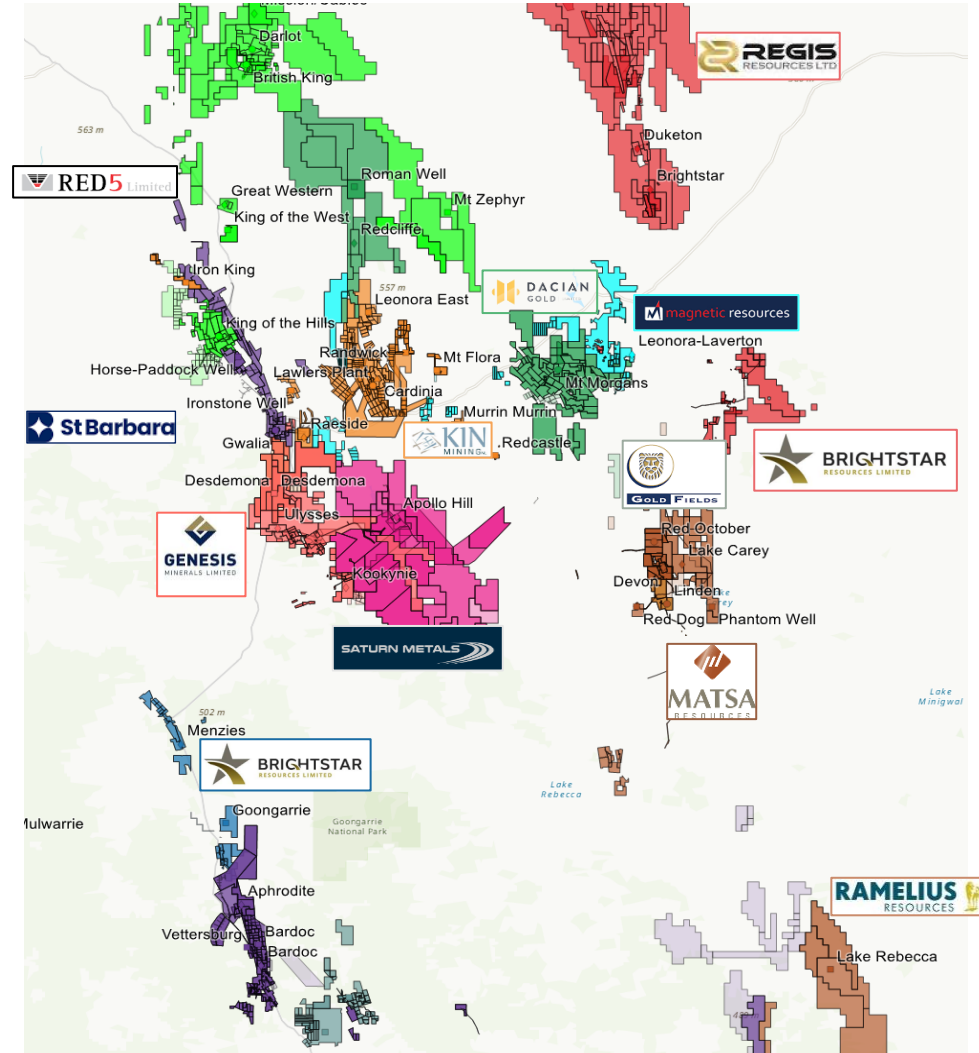 Mission/Cables
Darlot
British King
REGIS
RESOURCES LTD
563 m
Duketon
Brightstar
RED5 Limited
Roman Well
Great Western
Mt Zephyr
King of the West
Redcliffe
Iron King
557 m
DACIAN
GOLD
Leonora East
magnetic resources
Leonora-Laverton
King of the Hills
Randwick
Mt Flora
Horse-Paddock Well
Lawlers Plant
Cardinia
Mt Morgans
Ironstone Well
Murrin Murrin
St Barbara
Raeside
Gwalia
KIN
MINING
Redcastle
BRIGHTSTAR
RESOURCES LIMITED
GOLD FIELDS
Desdemona
Desdemona
Ulysses
Apollo Hill
Red October
GENESIS
MINERALS LIMITED
Lake Carey
Kookynie
Devon
Linden
Red Dog
Phantom Well
SATURN METALS
MATSA
RESOURCES
Lake
Minigwal
502 m
Menzies
BRIGHTSTAR
RESOURCES LIMITED
Lake
Rebecca
Goongarrie
Mulwarrie
Goongarrie
National Park
Aphrodite
RAMELIUS
RESOURCES
Vettersburg
Bardoc
Bardoc
Lake Rebecca